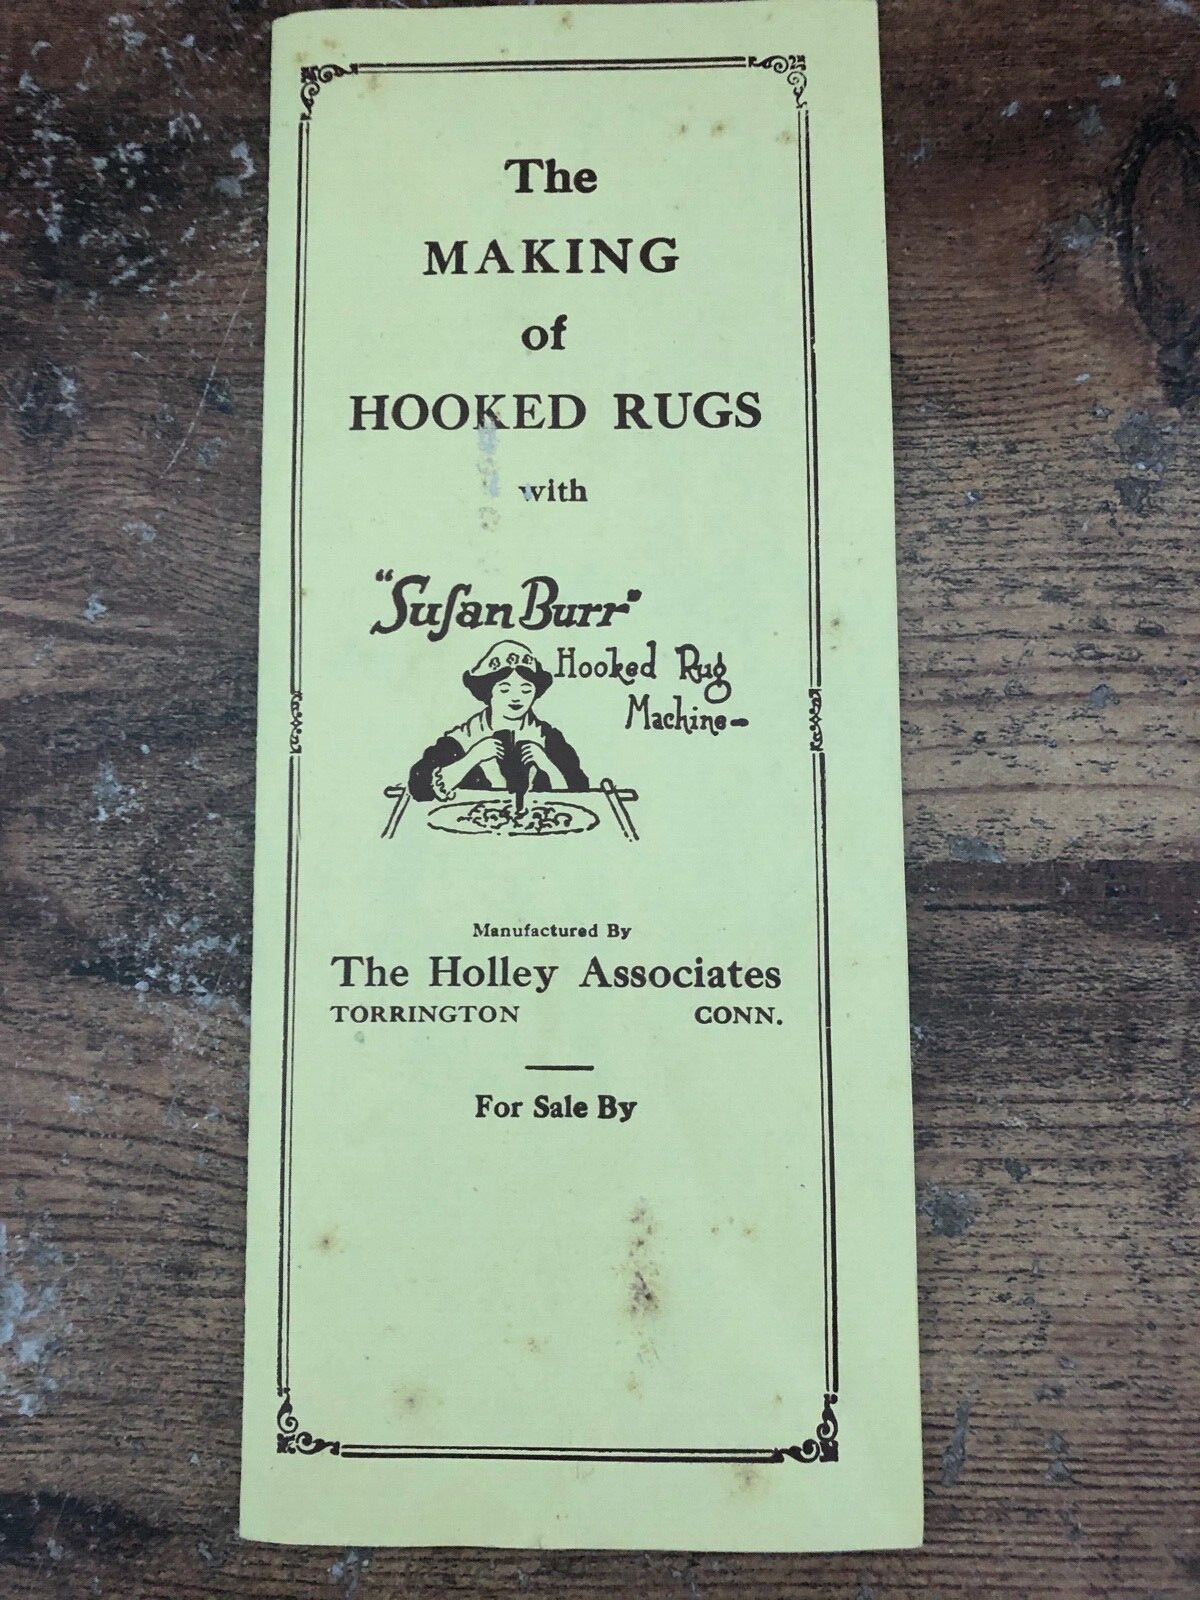 The
MAKING
of
HOOKED RUGS
with
"Suſan Burr"
Hooked Rug
Machine-
Manufactured By
The Holley Associates
TORRINGTON CONN.
For Sale By